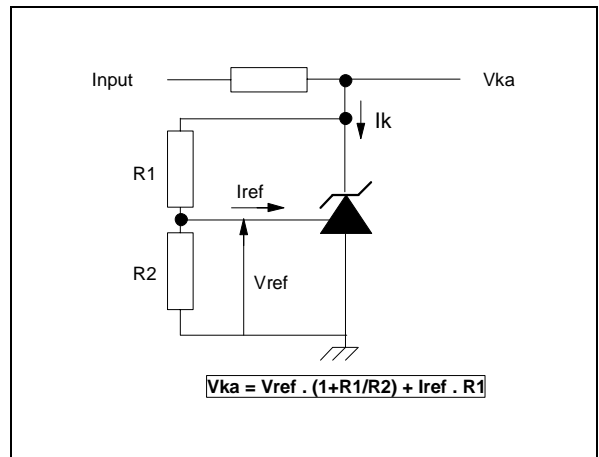 Input
Vka
Ik
R1
Iref
R2
Vref
Vka = Vref . (1+R1/R2) + Iref . R1